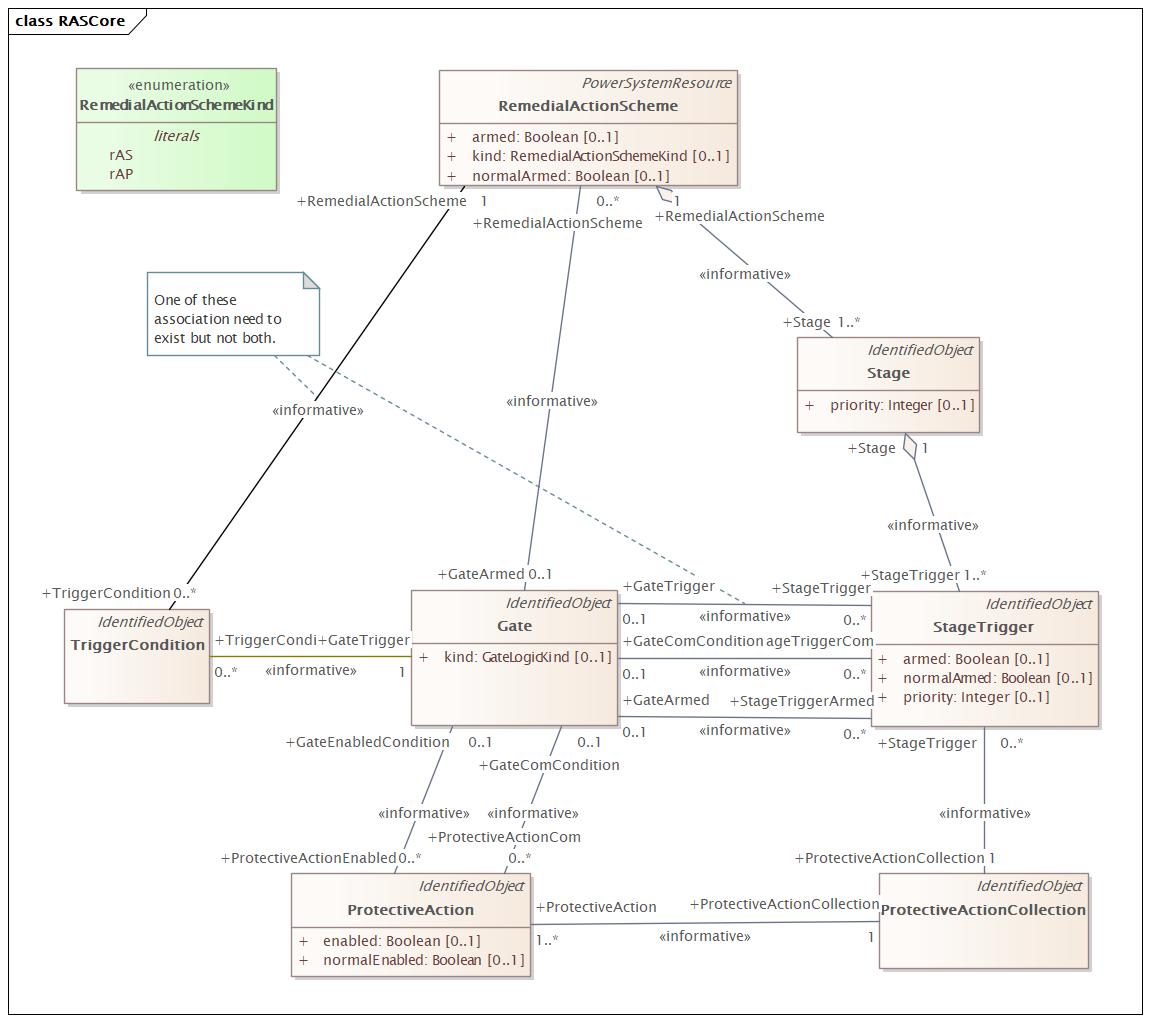 class RASCore
«enumeration»
RemedialActionSchemeKind
literals
rAS
rAP
PowerSystemResource
RemedialActionScheme
+ armed: Boolean [0..1]
+ kind: RemedialActionSchemeKind [0..1]
+ normalArmed: Boolean [0..1]
+RemedialActionScheme 1
0..*
+RemedialActionScheme
1
+RemedialActionScheme
«informative»
+Stage 1..*
One of these
association need to
exist but not both.
IdentifiedObject
Stage
+ priority: Integer [0..1]
«informative»
«informative»
+Stage 1
«informative»
+GateArmed 0..1
+StageTrigger 1..*
+TriggerCondition 0..*
IdentifiedObject
TriggerCondition
+TriggerCondi
+GateTrigger
0..*
«informative»
1
IdentifiedObject
Gate
+ kind: GateLogicKind [0..1]
+GateTrigger
+StageTrigger
0..1
«informative»
0..*
+GateComCondition
ageTriggerCom
0..1
«informative»
0..*
+GateArmed
+StageTriggerArmed
0..1
«informative»
0..*
IdentifiedObject
StageTrigger
+ armed: Boolean [0..1]
+ normalArmed: Boolean [0..1]
+ priority: Integer [0..1]
+GateEnabledCondition 0..1
0..1
+GateComCondition
+StageTrigger 0..*
«informative»
«informative»
«informative»
+ProtectiveActionCom
+ProtectiveActionEnabled 0..*
0..*
+ProtectiveActionCollection 1
IdentifiedObject
ProtectiveAction
+ enabled: Boolean [0..1]
+ normalEnabled: Boolean [0..1]
+ProtectiveAction
+ProtectiveActionCollection
1..*
«informative»
1
IdentifiedObject
ProtectiveActionCollection